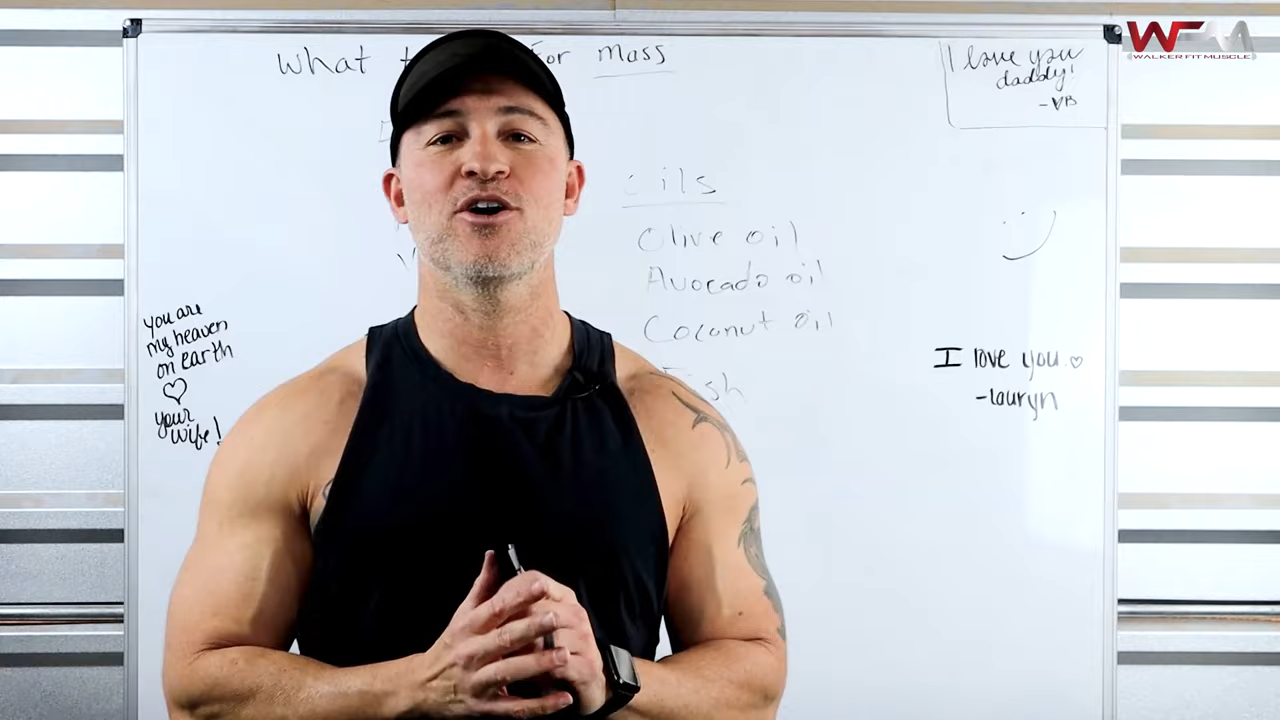 What for mass
oils
Olive oil
Avocado oil
Coconut oil
You are
my heaven
on earth
♡
your
wife!
I love you
daddy!
-VB
I love you ♡
-lauryn
WALKER FIT MUSCLE